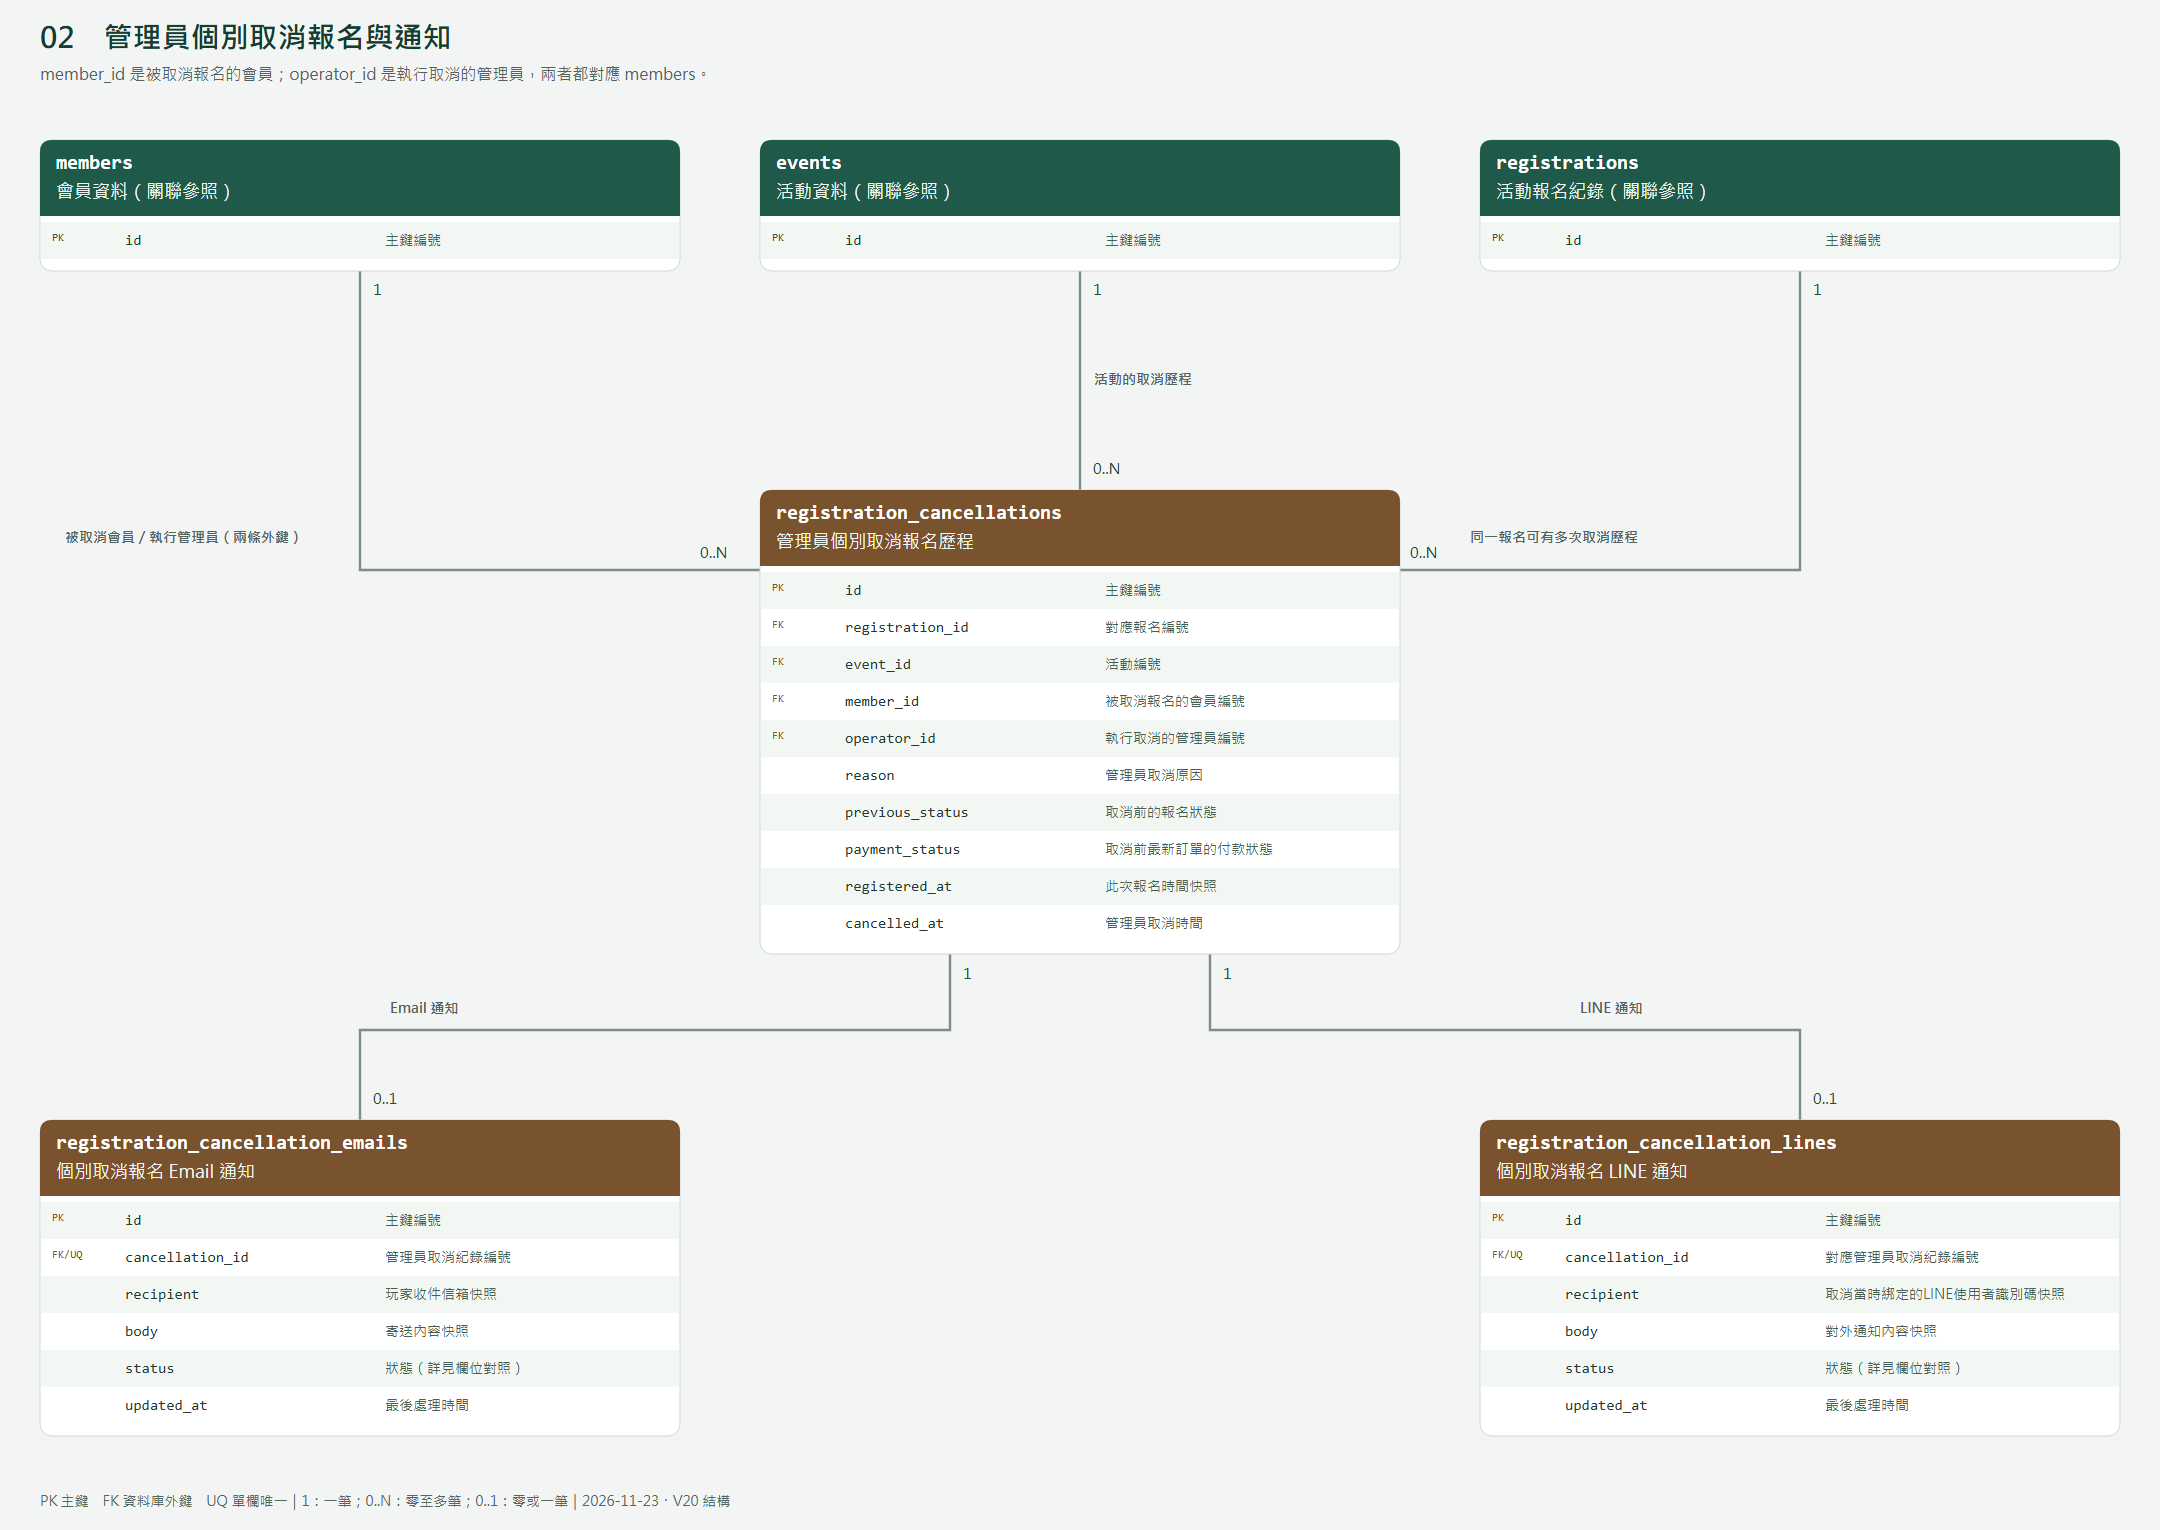 02 管理員個別取消報名與通知
member_id 是被取消報名的會員；operator_id 是執行取消的管理員，兩者都對應 members。
members
會員資料（關聯參照）
PK id 主鍵編號
events
活動資料（關聯參照）
PK id 主鍵編號
registrations
活動報名紀錄（關聯參照）
PK id 主鍵編號
1
1
1
活動的取消歷程
0..N
被取消會員 / 執行管理員（兩條外鍵）
0..N
0..N
同一報名可有多次取消歷程
registration_cancellations
管理員個別取消報名歷程
PK id 主鍵編號
FK registration_id 對應報名編號
FK event_id 活動編號
FK member_id 被取消報名的會員編號
FK operator_id 執行取消的管理員編號
reason 管理員取消原因
previous_status 取消前的報名狀態
payment_status 取消前最新訂單的付款狀態
registered_at 此次報名時間快照
cancelled_at 管理員取消時間
1
1
Email 通知
LINE 通知
0..1
0..1
registration_cancellation_emails
個別取消報名 Email 通知
PK id 主鍵編號
FK/UQ cancellation_id 管理員取消紀錄編號
recipient 玩家收件信箱快照
body 寄送內容快照
status 狀態（詳見欄位對照）
updated_at 最後處理時間
registration_cancellation_lines
個別取消報名 LINE 通知
PK id 主鍵編號
FK/UQ cancellation_id 對應管理員取消紀錄編號
recipient 取消當時綁定的LINE使用者識別碼快照
body 對外通知內容快照
status 狀態（詳見欄位對照）
updated_at 最後處理時間
PK 主鍵 FK 資料庫外鍵 UQ 單欄唯一 | 1：一筆；0..N：零至多筆；0..1：零或一筆 | 2026-11-23 · V20 結構